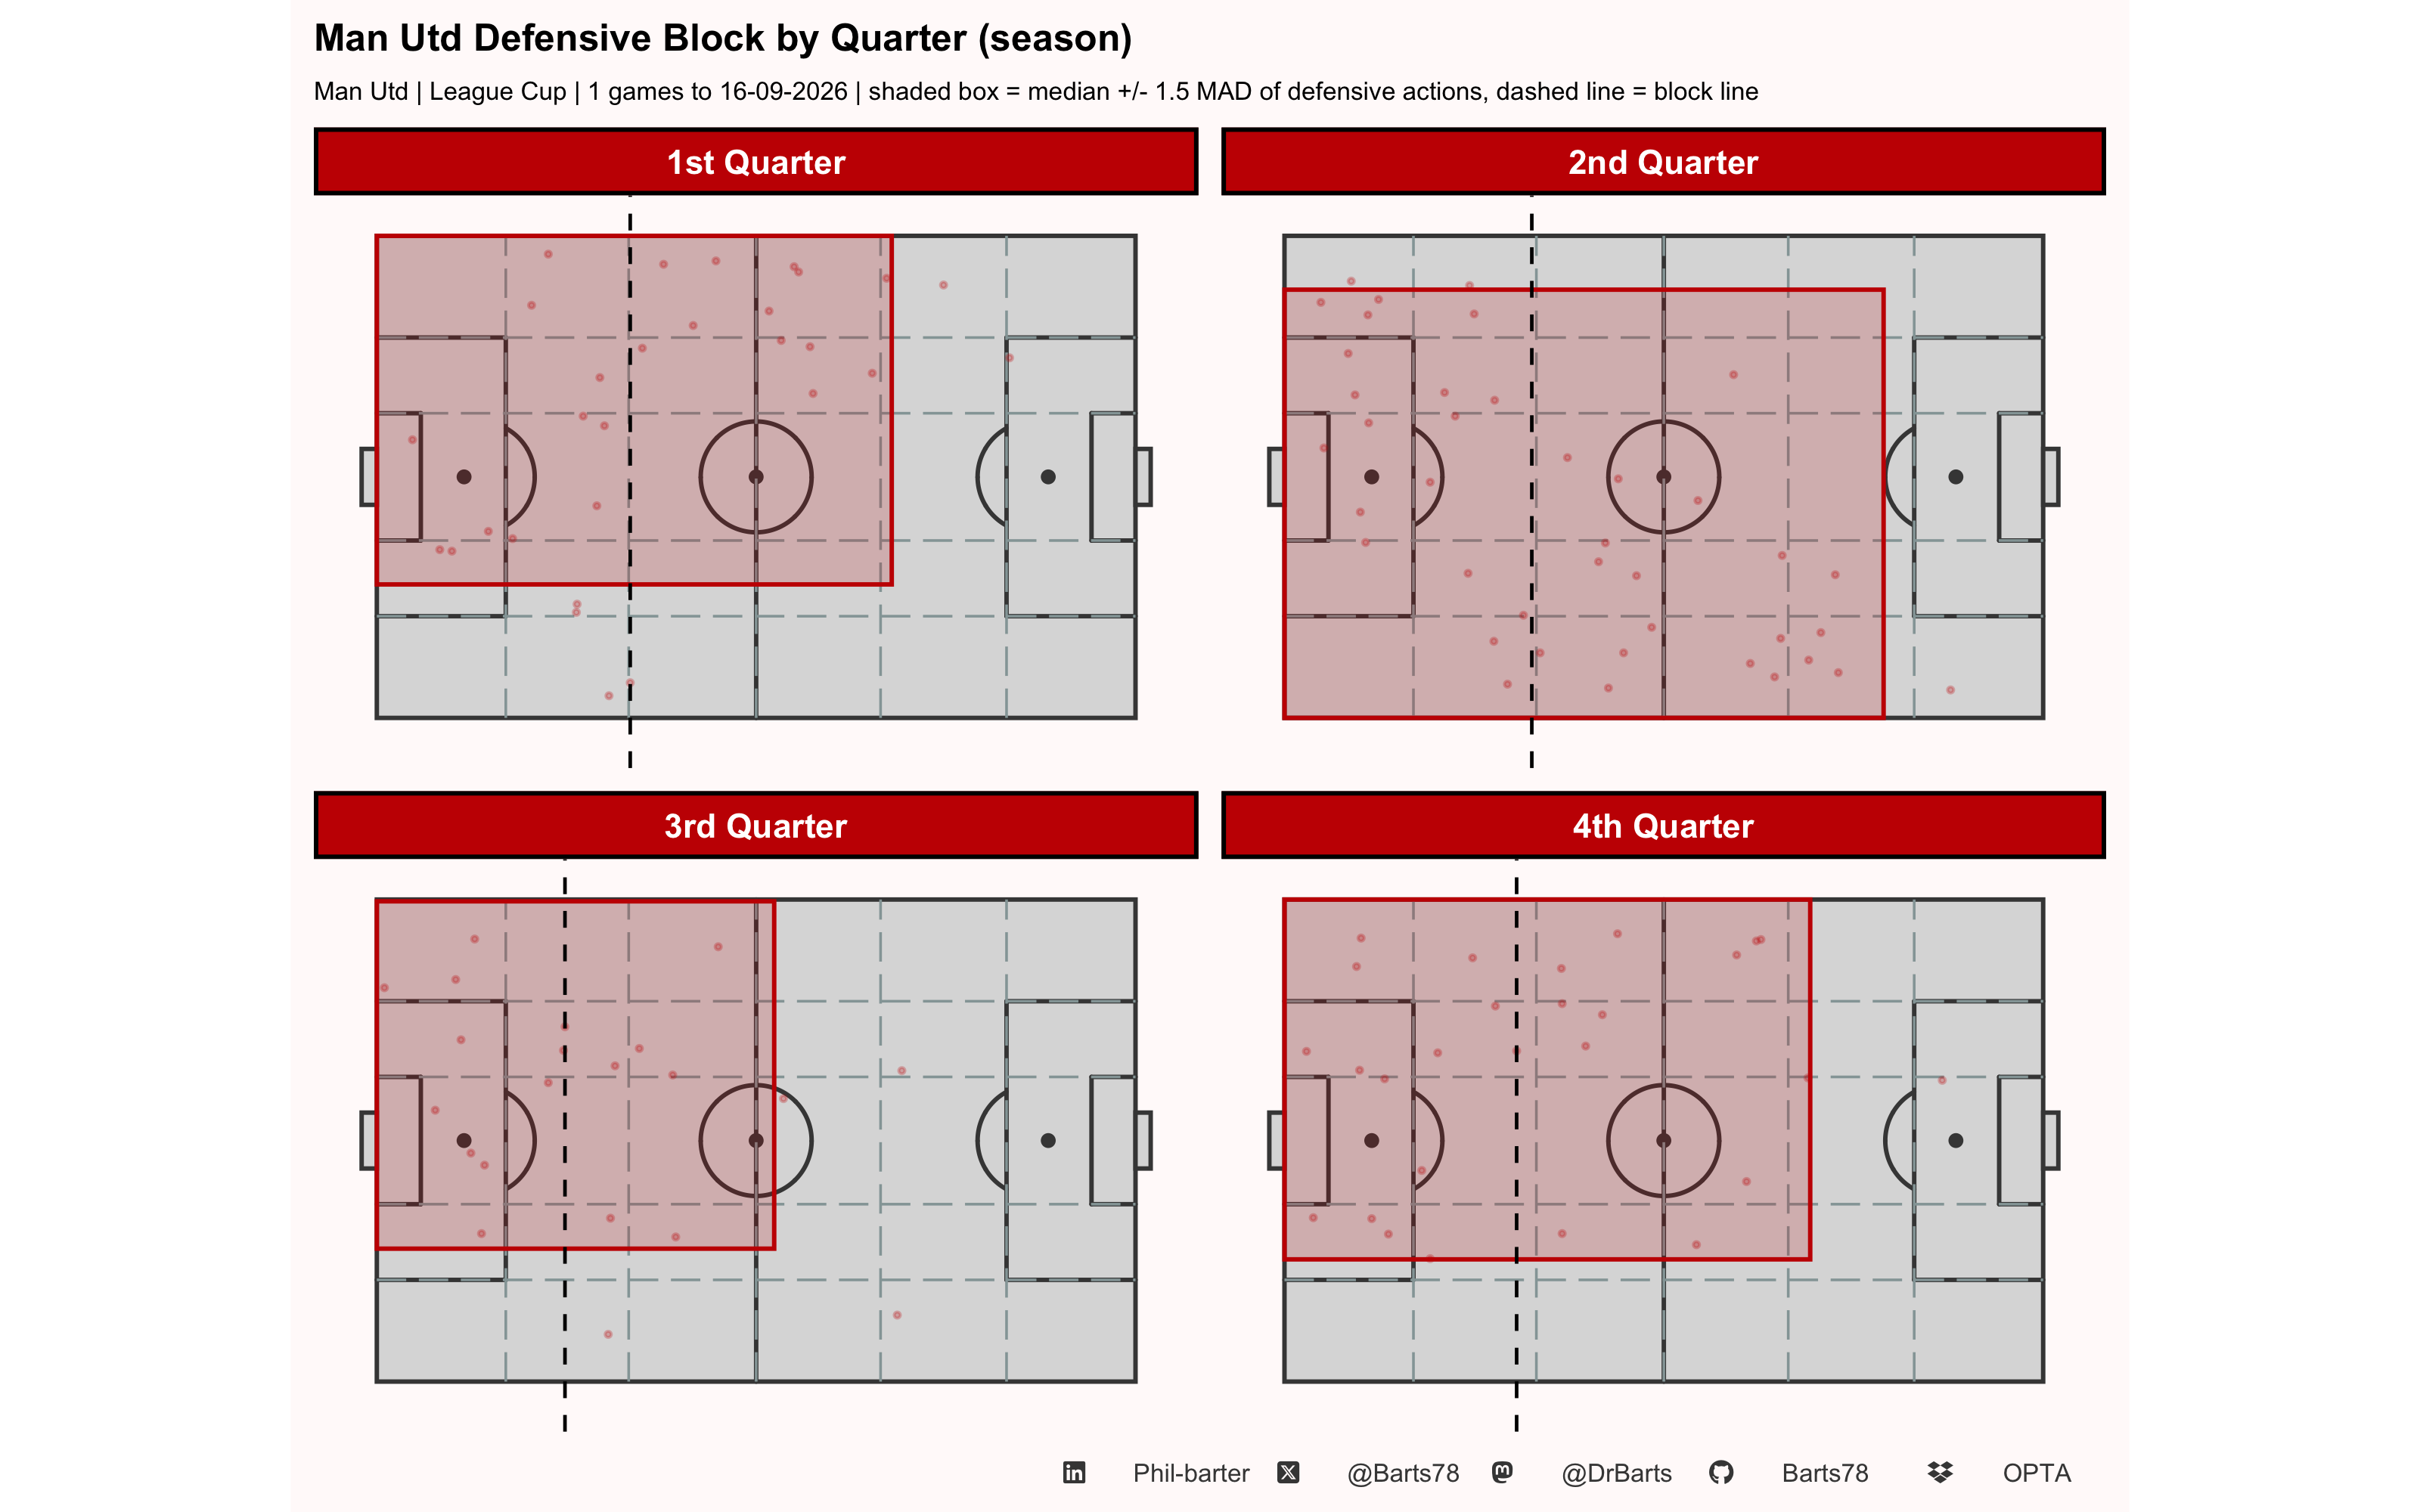 Man Utd Defensive Block by Quarter (season)
Man Utd | League Cup | 1 games to 16-09-2026 | shaded box = median +/- 1.5 MAD of defensive actions, dashed line = block line
1st Quarter
2nd Quarter
3rd Quarter
4th Quarter
Phil-barter @Barts78 @DrBarts Barts78 OPTA